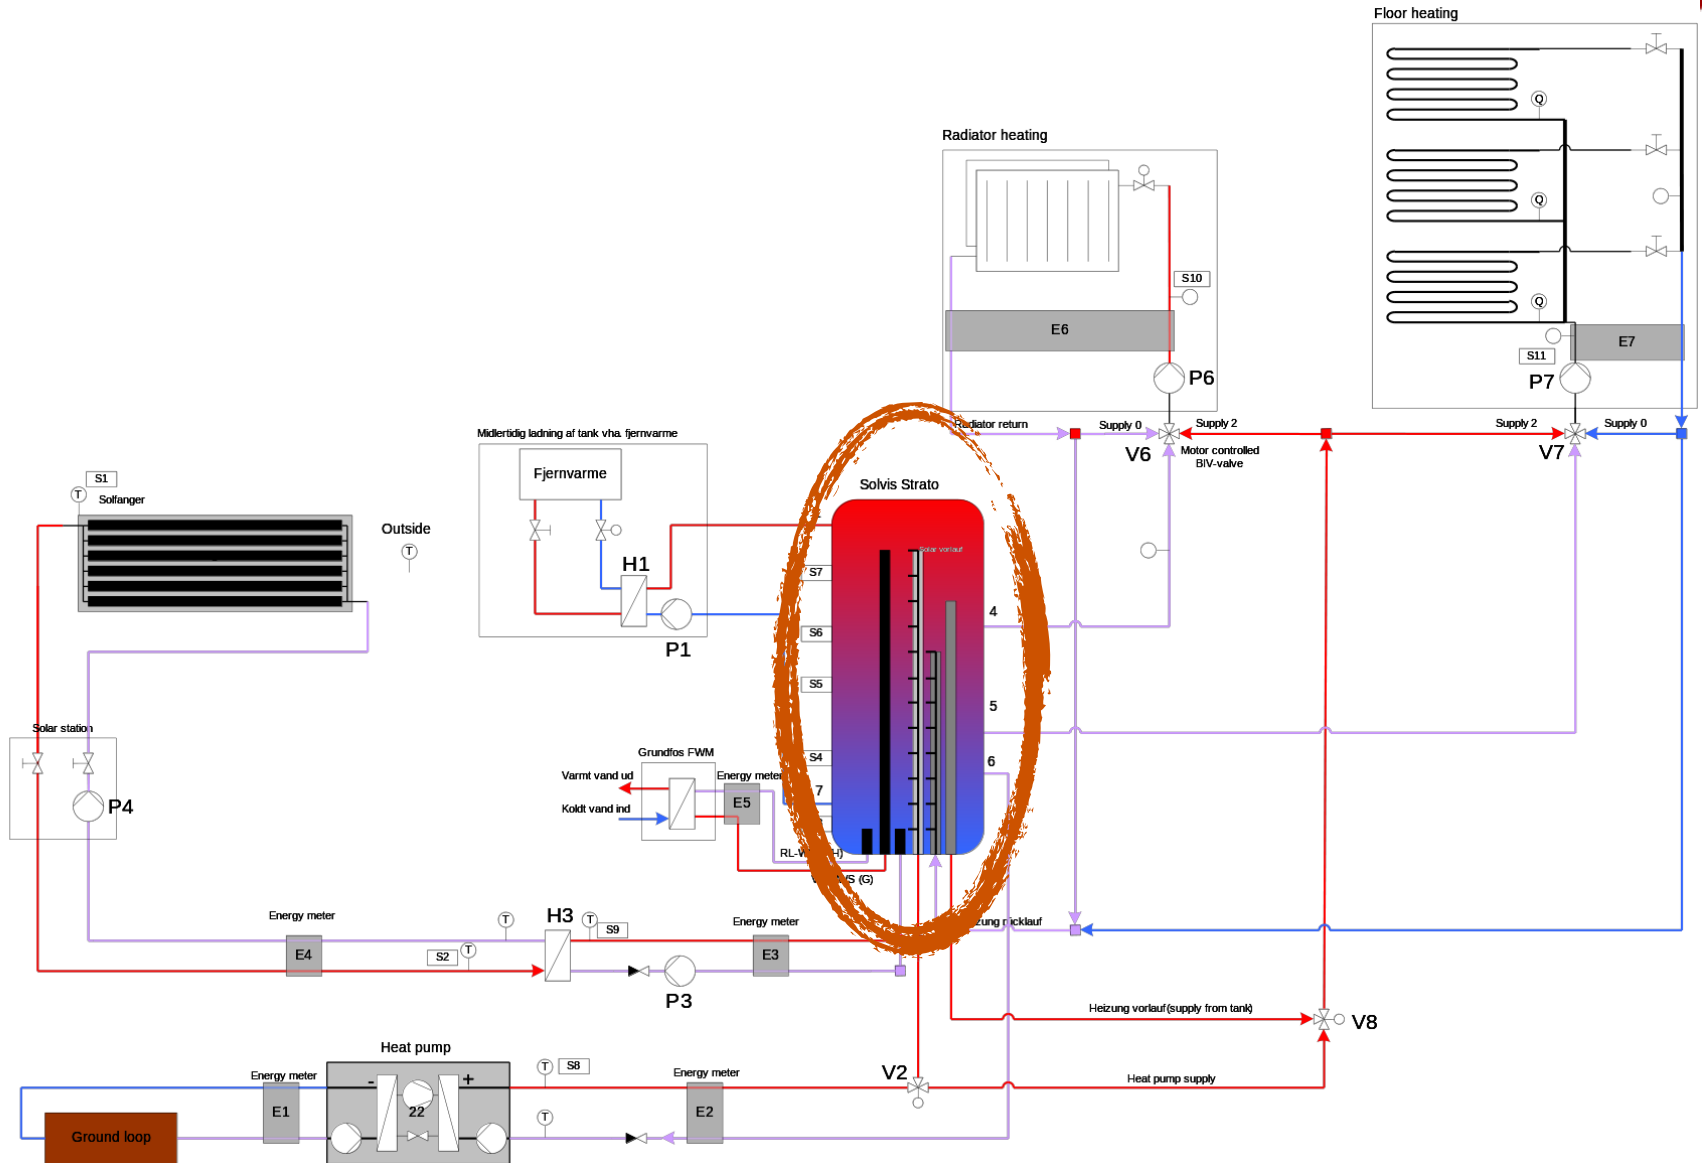 Floor heating
Q
Q
Q
E7
S11
P7
Radiator heating
S10
E6
P6
Radiator return
Supply 0
Supply 2
Supply 2
Supply 0
V6
Motor controlled
BIV-valve
V7
Midlertidig ladning af tank vha. fjernvarme
Fjernvarme
H1
P1
S1
T
Solfanger
Outside
T
Solvis Strato
Solar vorlauf
S7
S6
S5
S4
7
4
5
6
Solar station
P4
Grundfos FWM
Varmt vand ud
Koldt vand ind
Energy meter
E5
(G)
Energy meter
E4
T
S2
T
H3
T
S9
Energy meter
E3
P3
rücklauf
Heizung vorlauf(supply from tank)
V8
Heat pump
Energy meter
E1
Ground loop
-
+
22
T
S8
T
Energy meter
E2
V2
Heat pump supply